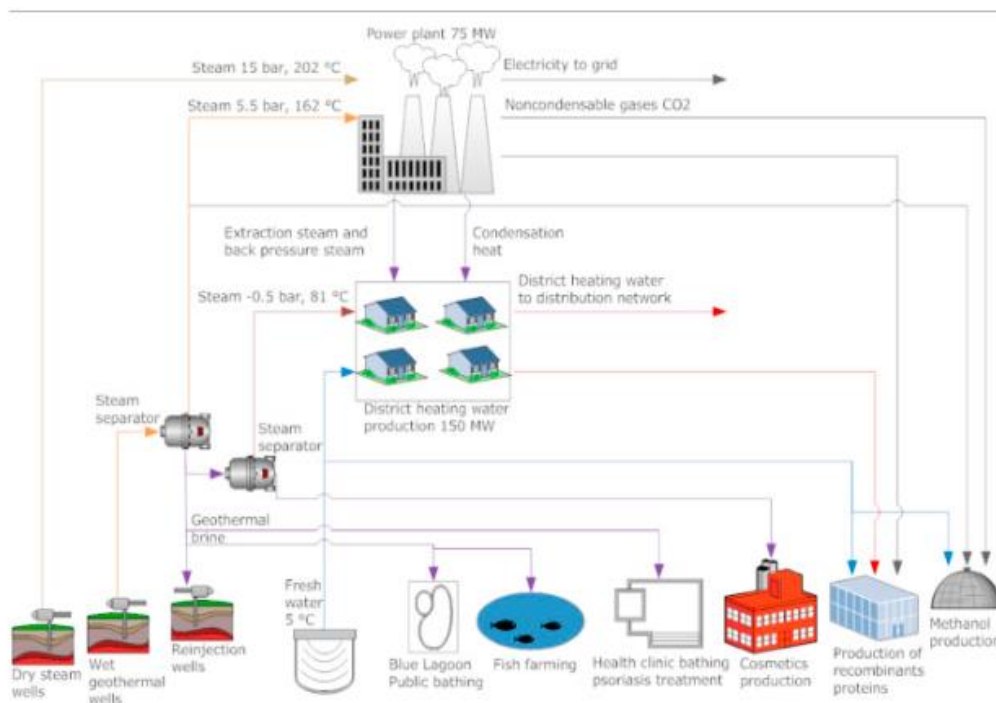 Power plant 75 MW
Steam 15 bar, 202 °C
Electricity to grid
Steam 5.5 bar, 162 °C
Noncondensable gases CO2
Extraction steam and
back pressure steam
Condensation
heat
Steam -0.5 bar, 81 °C
District heating water
to distribution network
Steam
separator
District heating water
production 150 MW
Steam
separator
Geothermal
brine
Fresh
water
5 °C
Dry steam
wells
Wet
geothermal
wells
Reinjection
wells
Blue Lagoon
Public bathing
Fish farming
Health clinic bathing
psoriasis treatment
Cosmetics
production
Production of
recombinants
proteins
Methanol
production